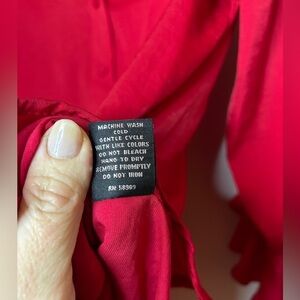 MACHINE WASH
COLD
GENTLE CYCLE
WITH LIKE COLORS
DO NOT BLEACH
HANG TO DRY
REMOVE PROMPTLY
DO NOT IRON
RN 58969